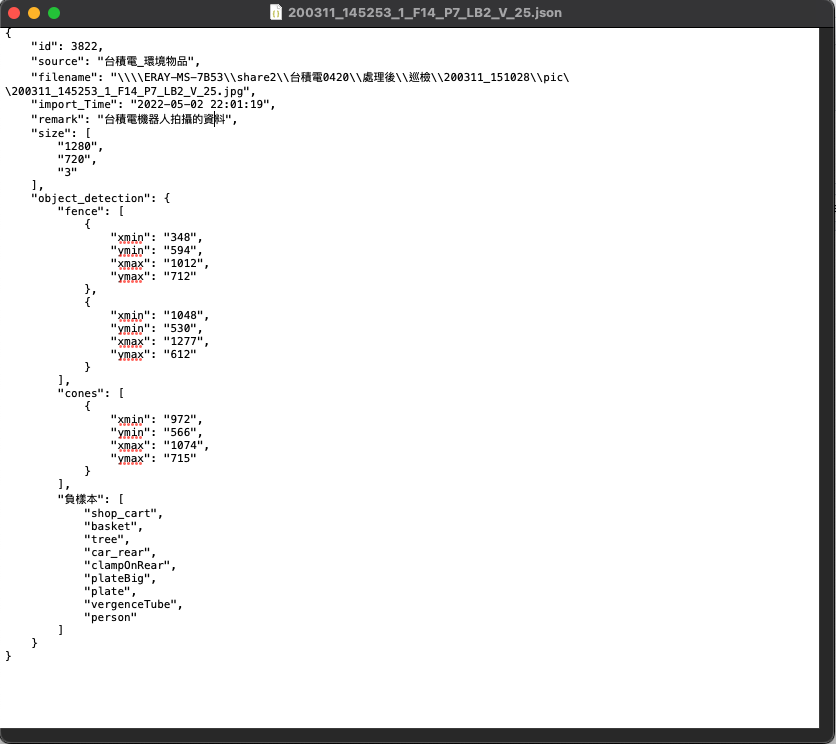 200311_145253_1_F14_P7_LB2_V_25.json
{
    "id": 3822,
    "source": "台積電_環境物品",
    "filename": "\\\\ERAY-MS-7B53\\share2\\台積電0420\\處理後\\巡檢\\200311_151028\\pic\
\200311_145253_1_F14_P7_LB2_V_25.jpg",
    "import_Time": "2022-05-02 22:01:19",
    "remark": "台積電機器人拍攝的資料",
    "size": [
        "1280",
        "720",
        "3"
    ],
    "object_detection": {
        "fence": [
            {
                "xmin": "348",
                "ymin": "594",
                "xmax": "1012",
                "ymax": "712"
            },
            {
                "xmin": "1048",
                "ymin": "530",
                "xmax": "1277",
                "ymax": "612"
            }
        ],
        "cones": [
            {
                "xmin": "972",
                "ymin": "566",
                "xmax": "1074",
                "ymax": "715"
            }
        ],
        "負樣本": [
            "shop_cart",
            "basket",
            "tree",
            "car_rear",
            "clampOnRear",
            "plateBig",
            "plate",
            "vergenceTube",
            "person"
        ]
    }
}